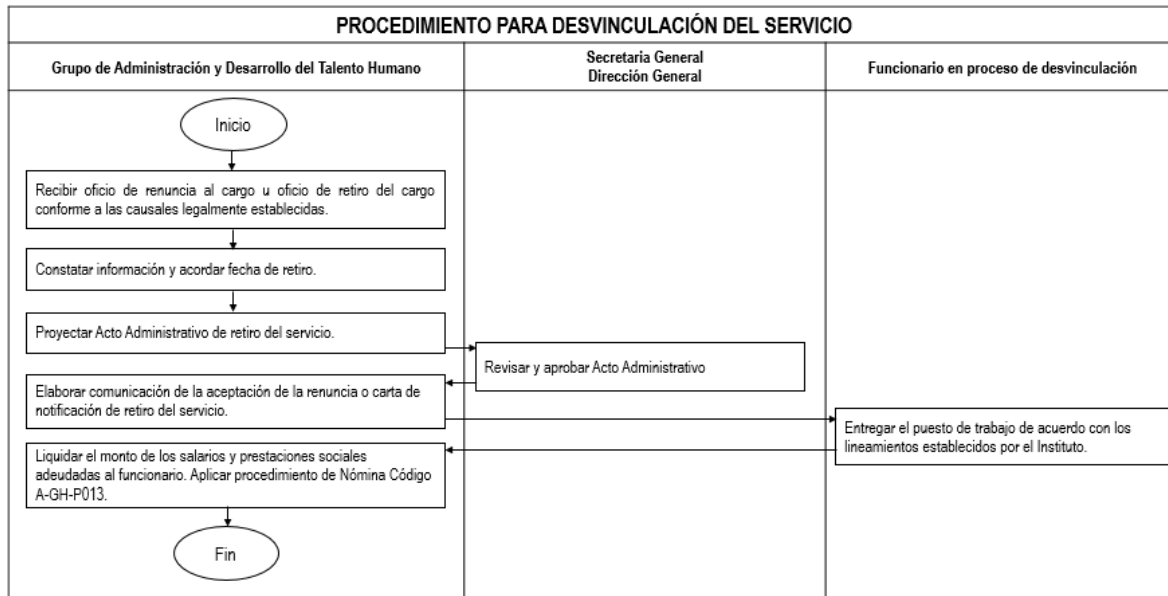 PROCEDIMIENTO PARA DESVINCULACIÓN DEL SERVICIO
Grupo de Administración y Desarrollo del Talento Humano
Secretaria General
Dirección General
Funcionario en proceso de desvinculación
Inicio
Recibir oficio de renuncia al cargo u oficio de retiro del cargo
conforme a las causales legalmente establecidas.
Constatar información y acordar fecha de retiro.
Proyectar Acto Administrativo de retiro del servicio.
Revisar y aprobar Acto Administrativo
Elaborar comunicación de la aceptación de la renuncia o carta de
notificación de retiro del servicio.
Entregar el puesto de trabajo de acuerdo con los
lineamientos establecidos por el Instituto.
Liquidar el monto de los salarios y prestaciones sociales
adeudadas al funcionario. Aplicar procedimiento de Nómina Código
A-GH-P013.
Fin